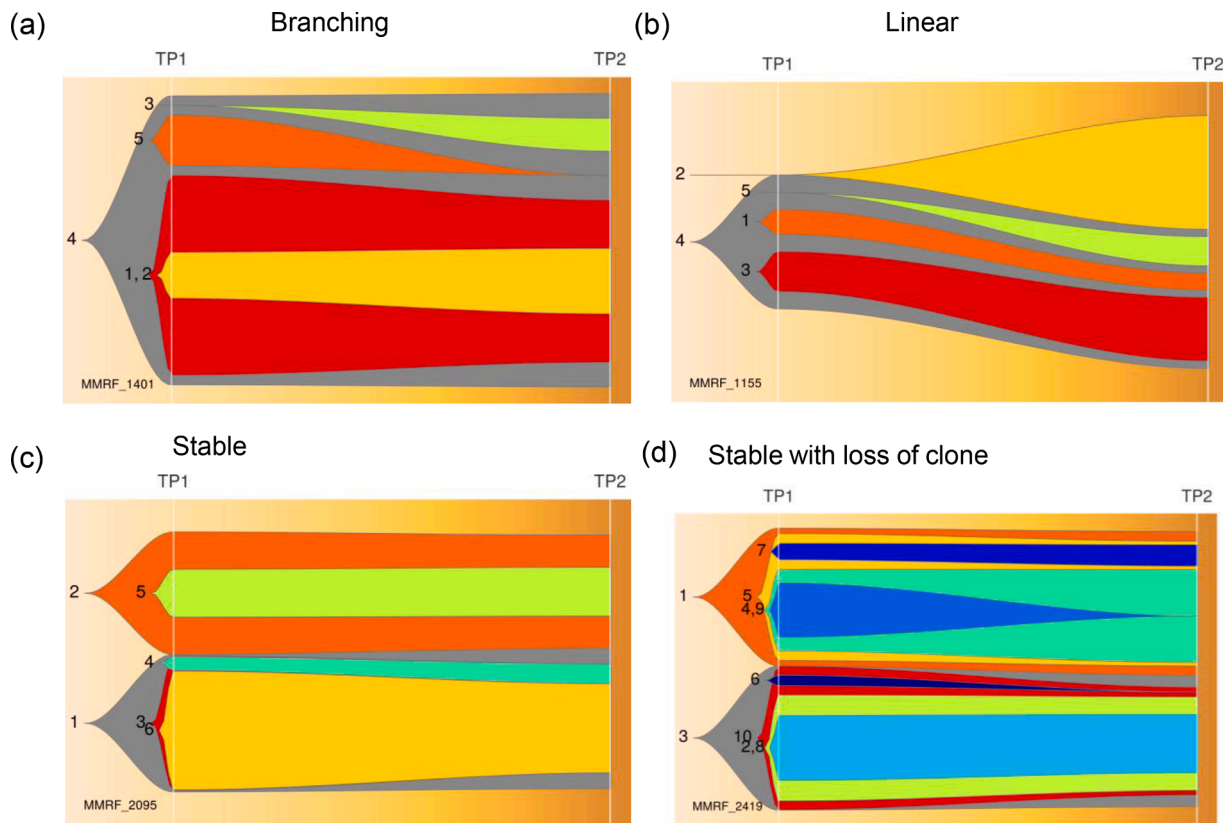 (a) Branching
TP1 TP2
3
5
4
1, 2
MMRF_1401
(b) Linear
TP1 TP2
2
5
1
4
3
MMRF_1155
(c) Stable
TP1 TP2
2 5
4
1 3
6
MMRF_2095
(d) Stable with loss of clone
TP1 TP2
7
1 5
4,9
6
3 10
2,8
MMRF_2419